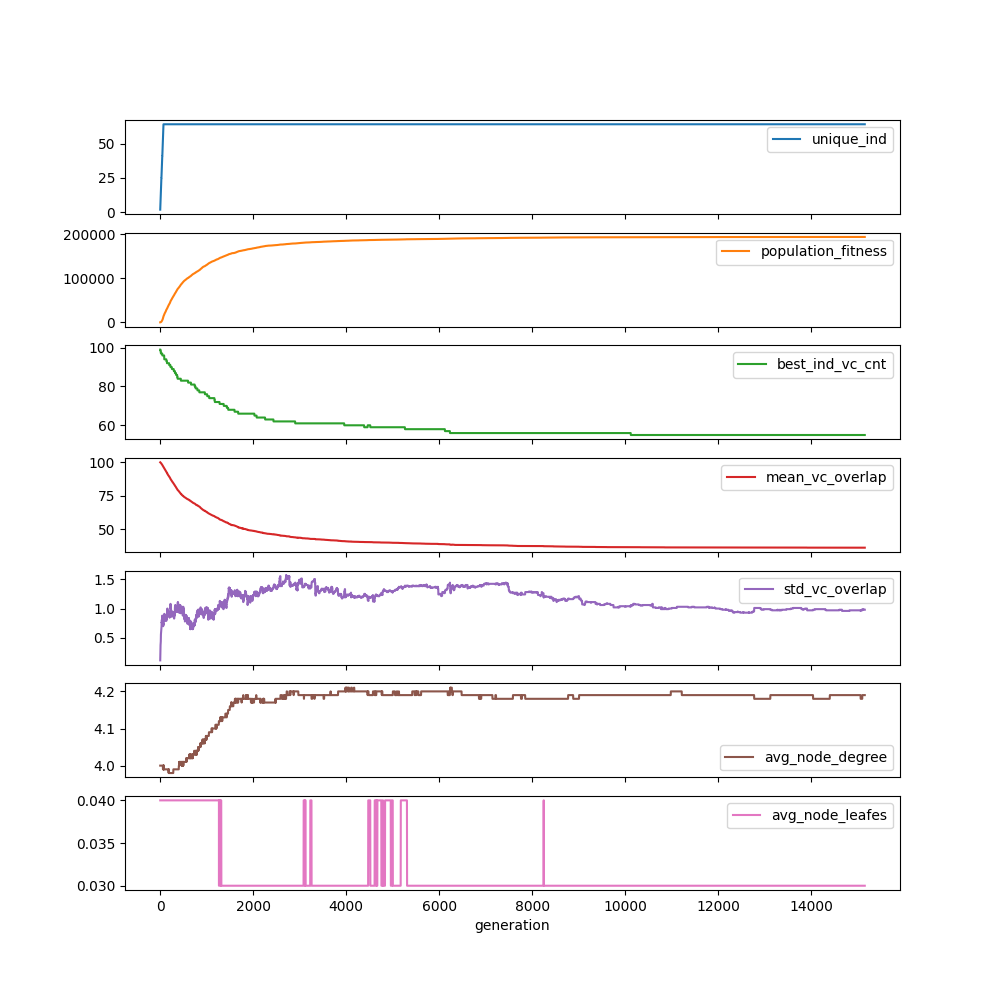 50
25
0
unique_ind
200000
100000
0
population_fitness
100
80
60
best_ind_vc_cnt
100
75
50
mean_vc_overlap
1.5
1.0
0.5
std_vc_overlap
4.2
4.1
4.0
avg_node_degree
0.040
0.035
0.030
avg_node_leafes
0 2000 4000 6000 8000 10000 12000 14000
generation